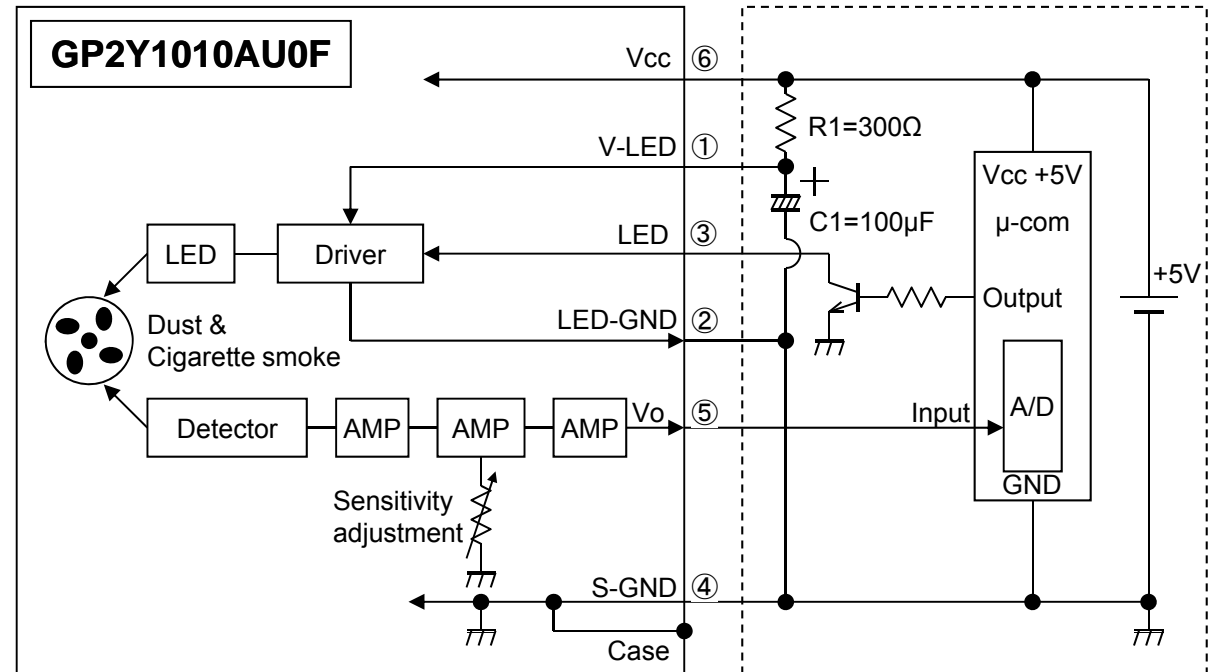 GP2Y1010AU0F
Vcc ⑥
R1=300Ω
V-LED ①
Vcc +5V
μ-com
C1=100μF
LED ③
LED
Driver
+5V
Output
LED-GND ②
Dust &
Cigarette smoke
Vo ⑤
Input
A/D
Detector
AMP
AMP
AMP
GND
Sensitivity
adjustment
S-GND ④
Case